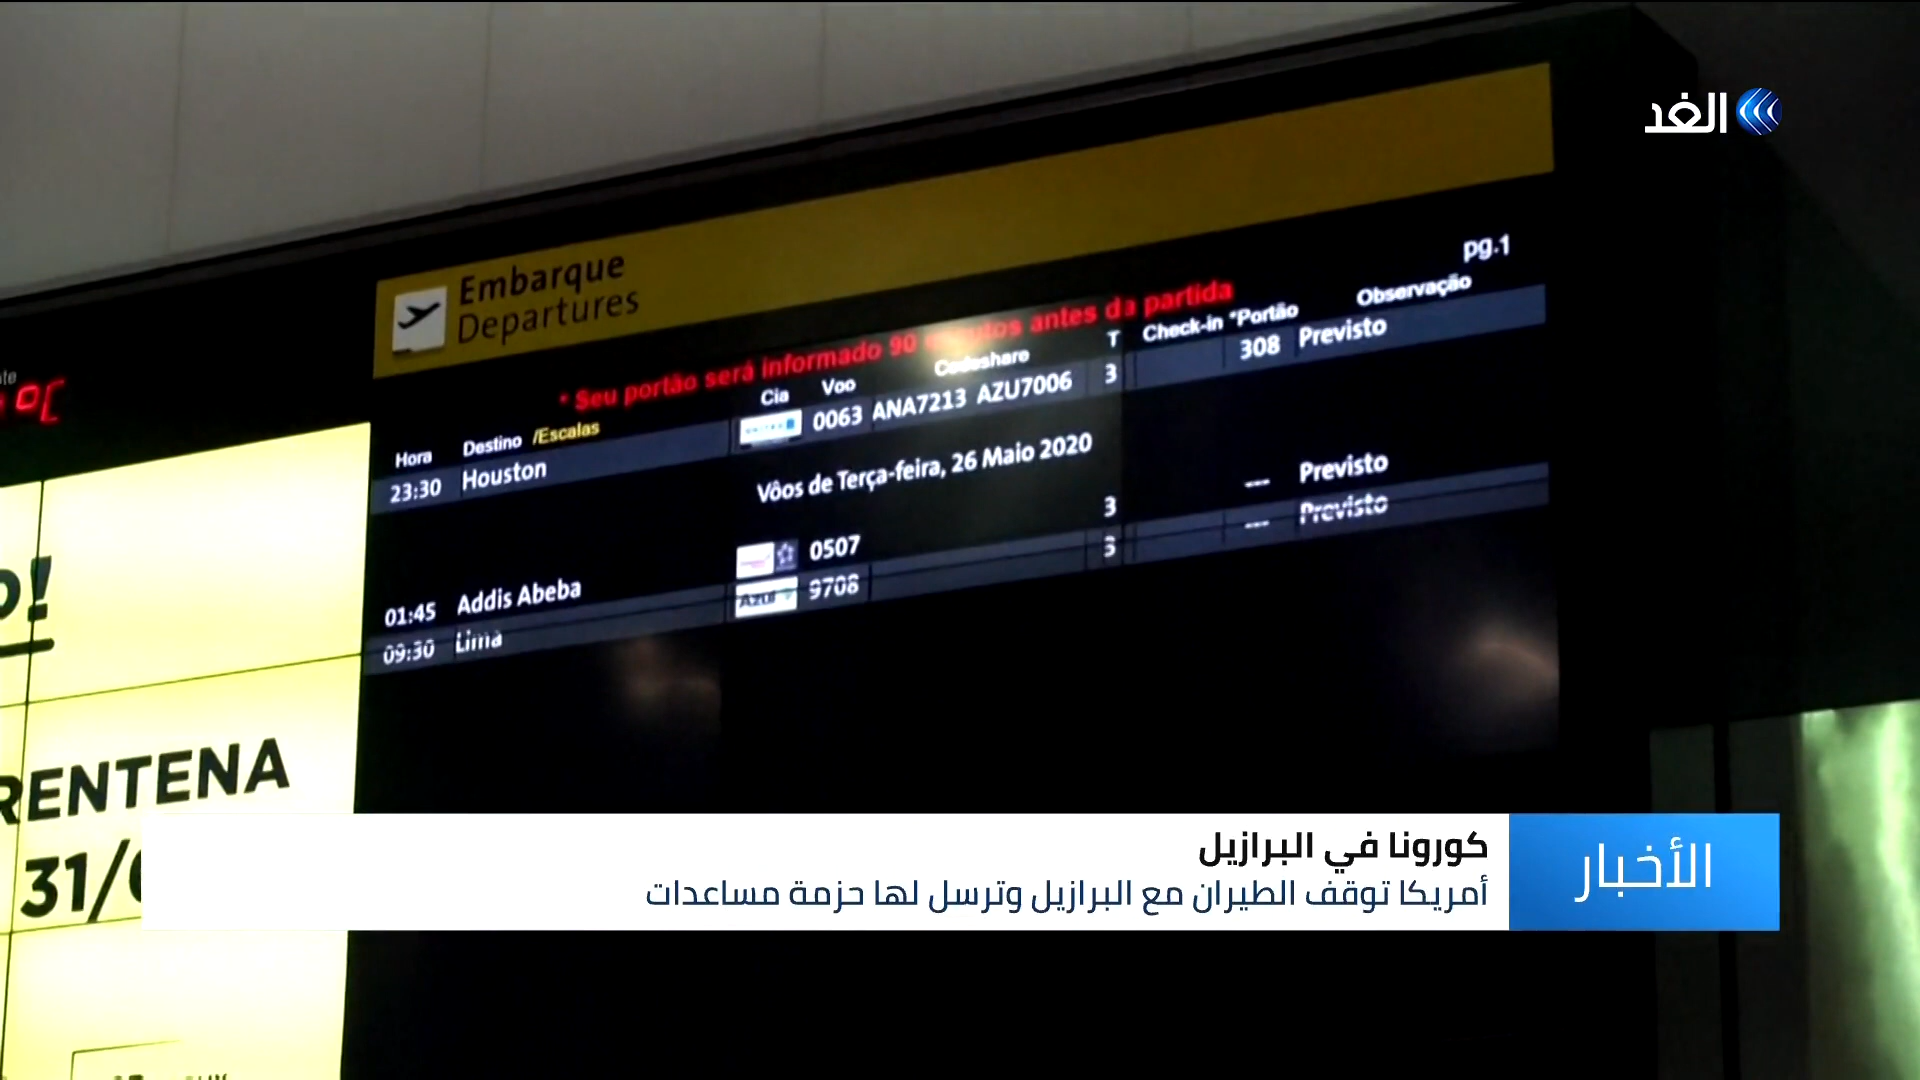 الغد
Embarque
Departures
pg.1
* Seu portão será informado 90 antes da partida
Hora Destino /Escalas Cia Voo Codeshare T Check-in *Portão Observação
23:30 Houston 0063 ANA7213 AZU7006 3 308 Previsto
Vôos de Terça-feira, 26 Maio 2020
01:45 Addis Abeba 0507 3 --- Previsto
09:30 Lima Azul 9708 3 --- Previsto
O!
RENTENA
31/
الأخبار
كورونا في البرازيل
أمريكا توقف الطيران مع البرازيل وترسل لها حزمة مساعدات